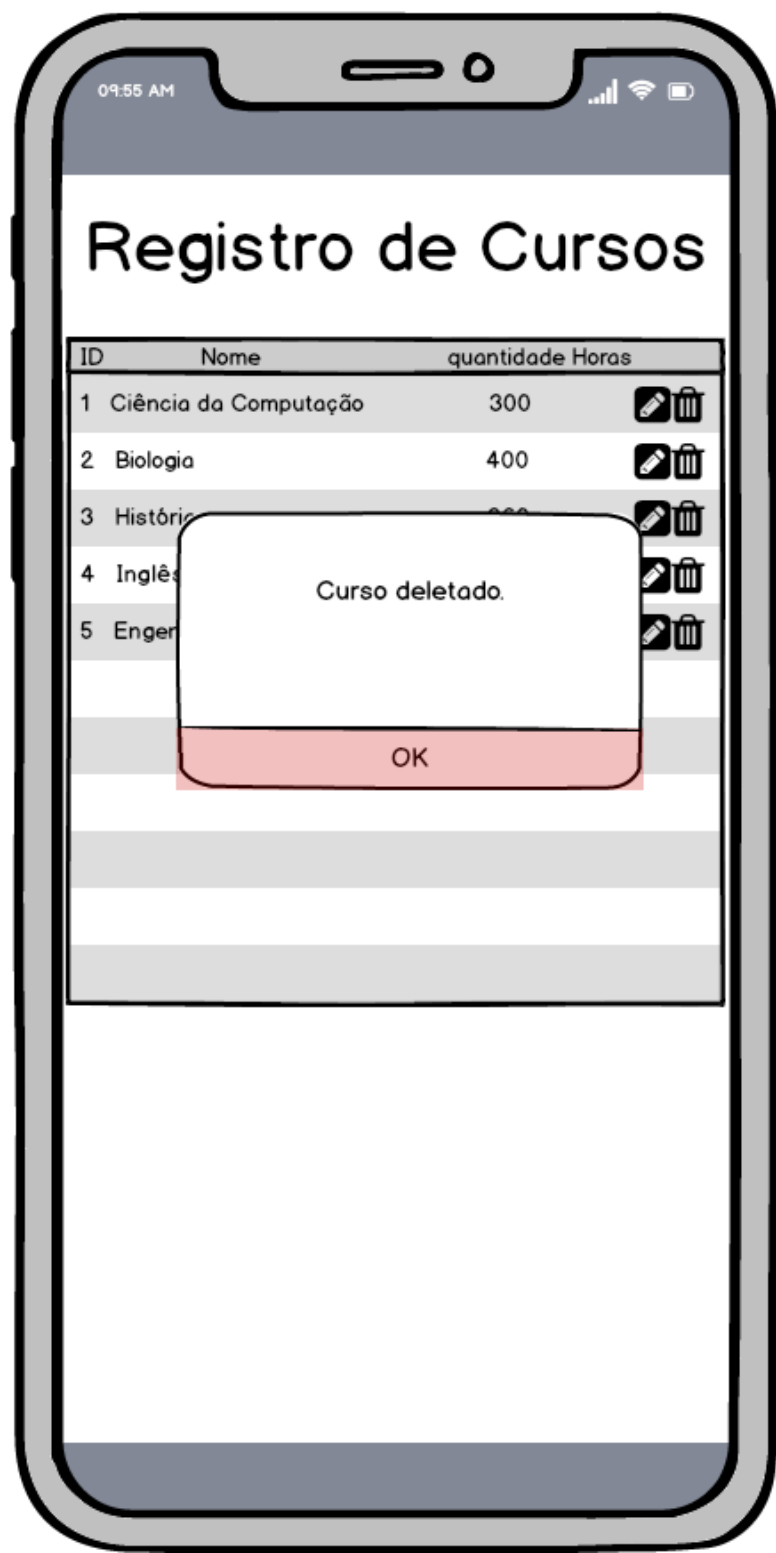 09:55 AM
Registro de Cursos
ID Nome quantidade Horas
1 Ciência da Computação 300
2 Biologia 400
3
4
5
Curso deletado.
OK